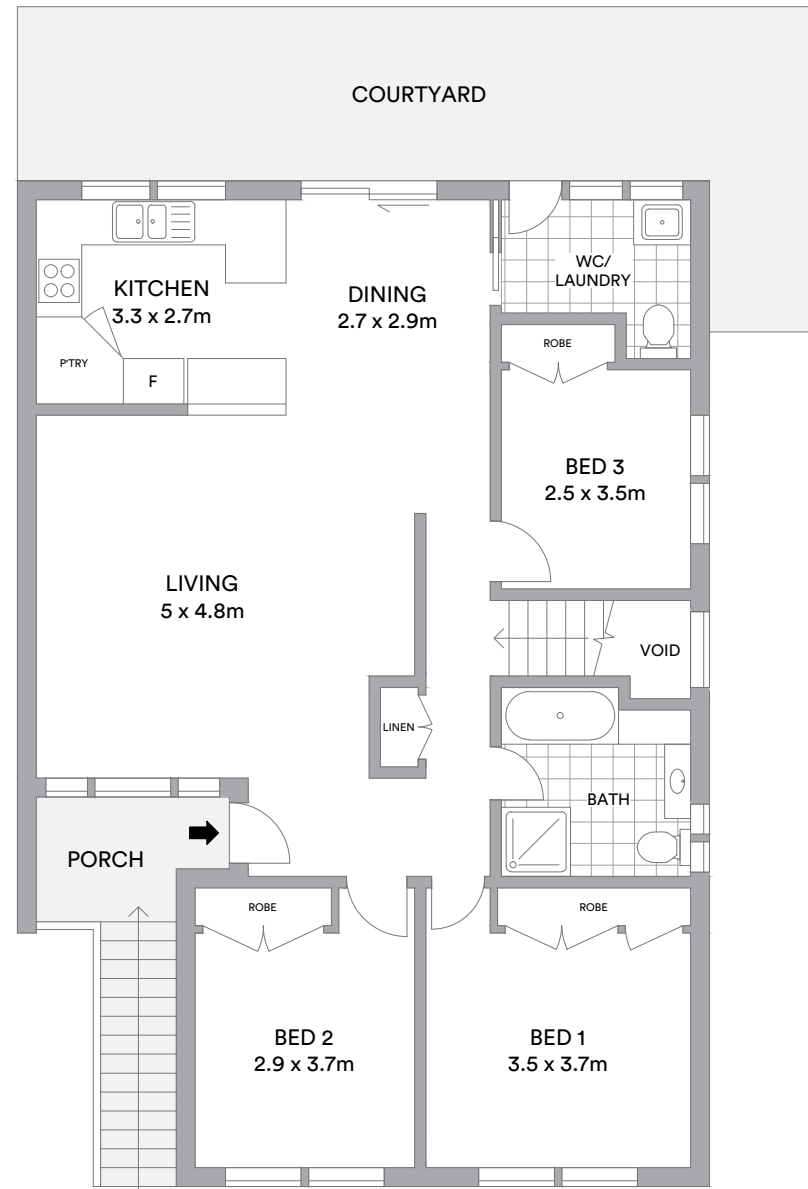 COURTYARD
WC/
LAUNDRY
KITCHEN
3.3 x 2.7m
DINING
2.7 x 2.9m
P'TRY
F
ROBE
BED 3
2.5 x 3.5m
LIVING
5 x 4.8m
VOID
LINEN
BATH
PORCH
ROBE
ROBE
BED 2
2.9 x 3.7m
BED 1
3.5 x 3.7m